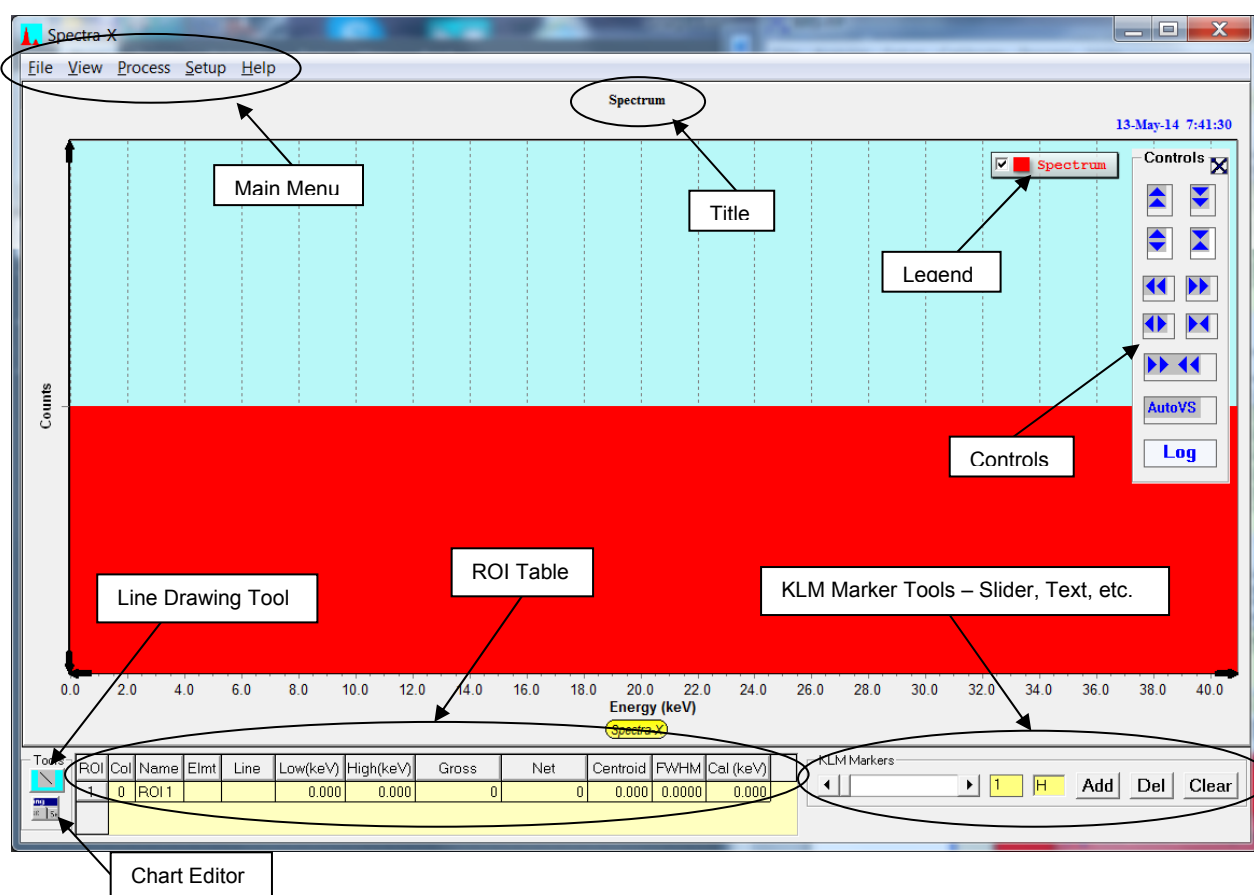 Spectra-X
File View Process Setup Help
Spectrum
13-May-14 7:41:30
Main Menu
Title
Spectrum
Controls
Legend
Counts
AutoVS
Log
Controls
ROI Table
Line Drawing Tool
KLM Marker Tools – Slider, Text, etc.
0.0 2.0 4.0 6.0 8.0 10.0 12.0 14.0 16.0 18.0 20.0 22.0 24.0 26.0 28.0 30.0 32.0 34.0 36.0 38.0 40.0
Energy (keV)
Spectra-X
Tools
ROI Col Name Elmt Line Low(keV) High(keV) Gross Net Centroid FWHM Cal (keV)
1 0 ROI 1 0.000 0.000 0 0 0.000 0.0000 0.000
KLM Markers
1 H Add Del Clear
Chart Editor